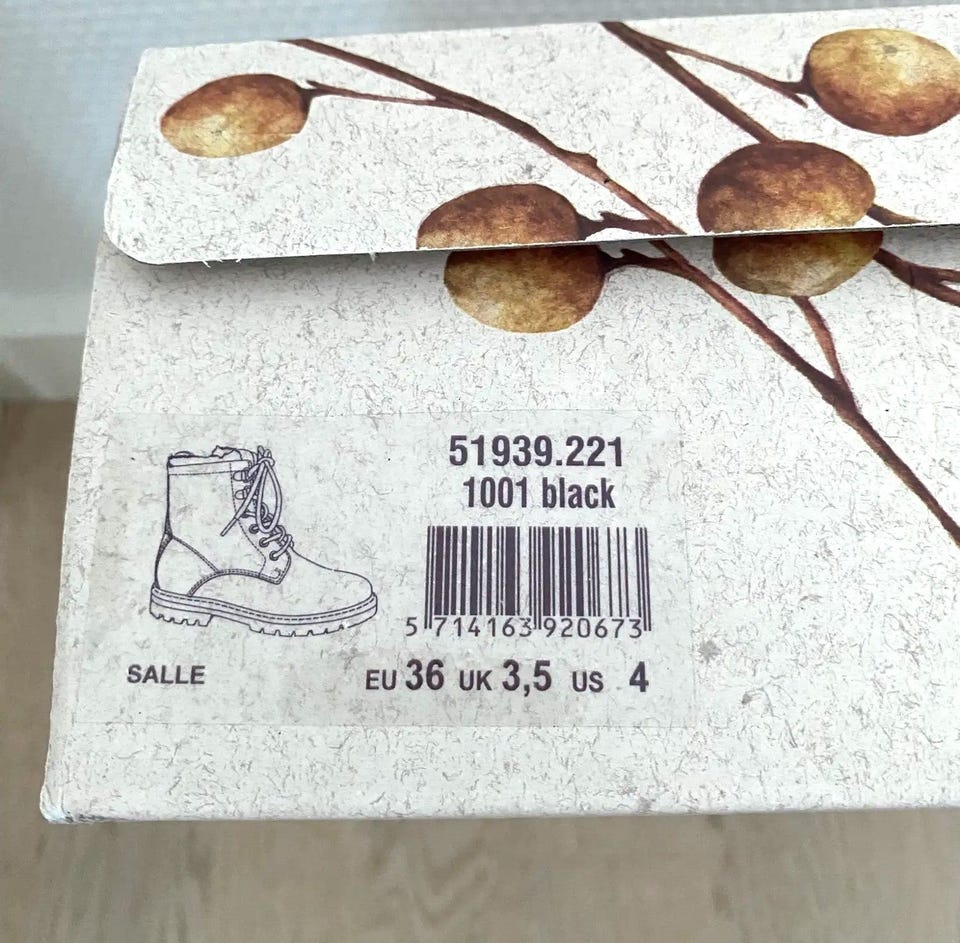 51939.221
1001 black
5 714163 920673
SALLE
EU 36 UK 3,5 US 4